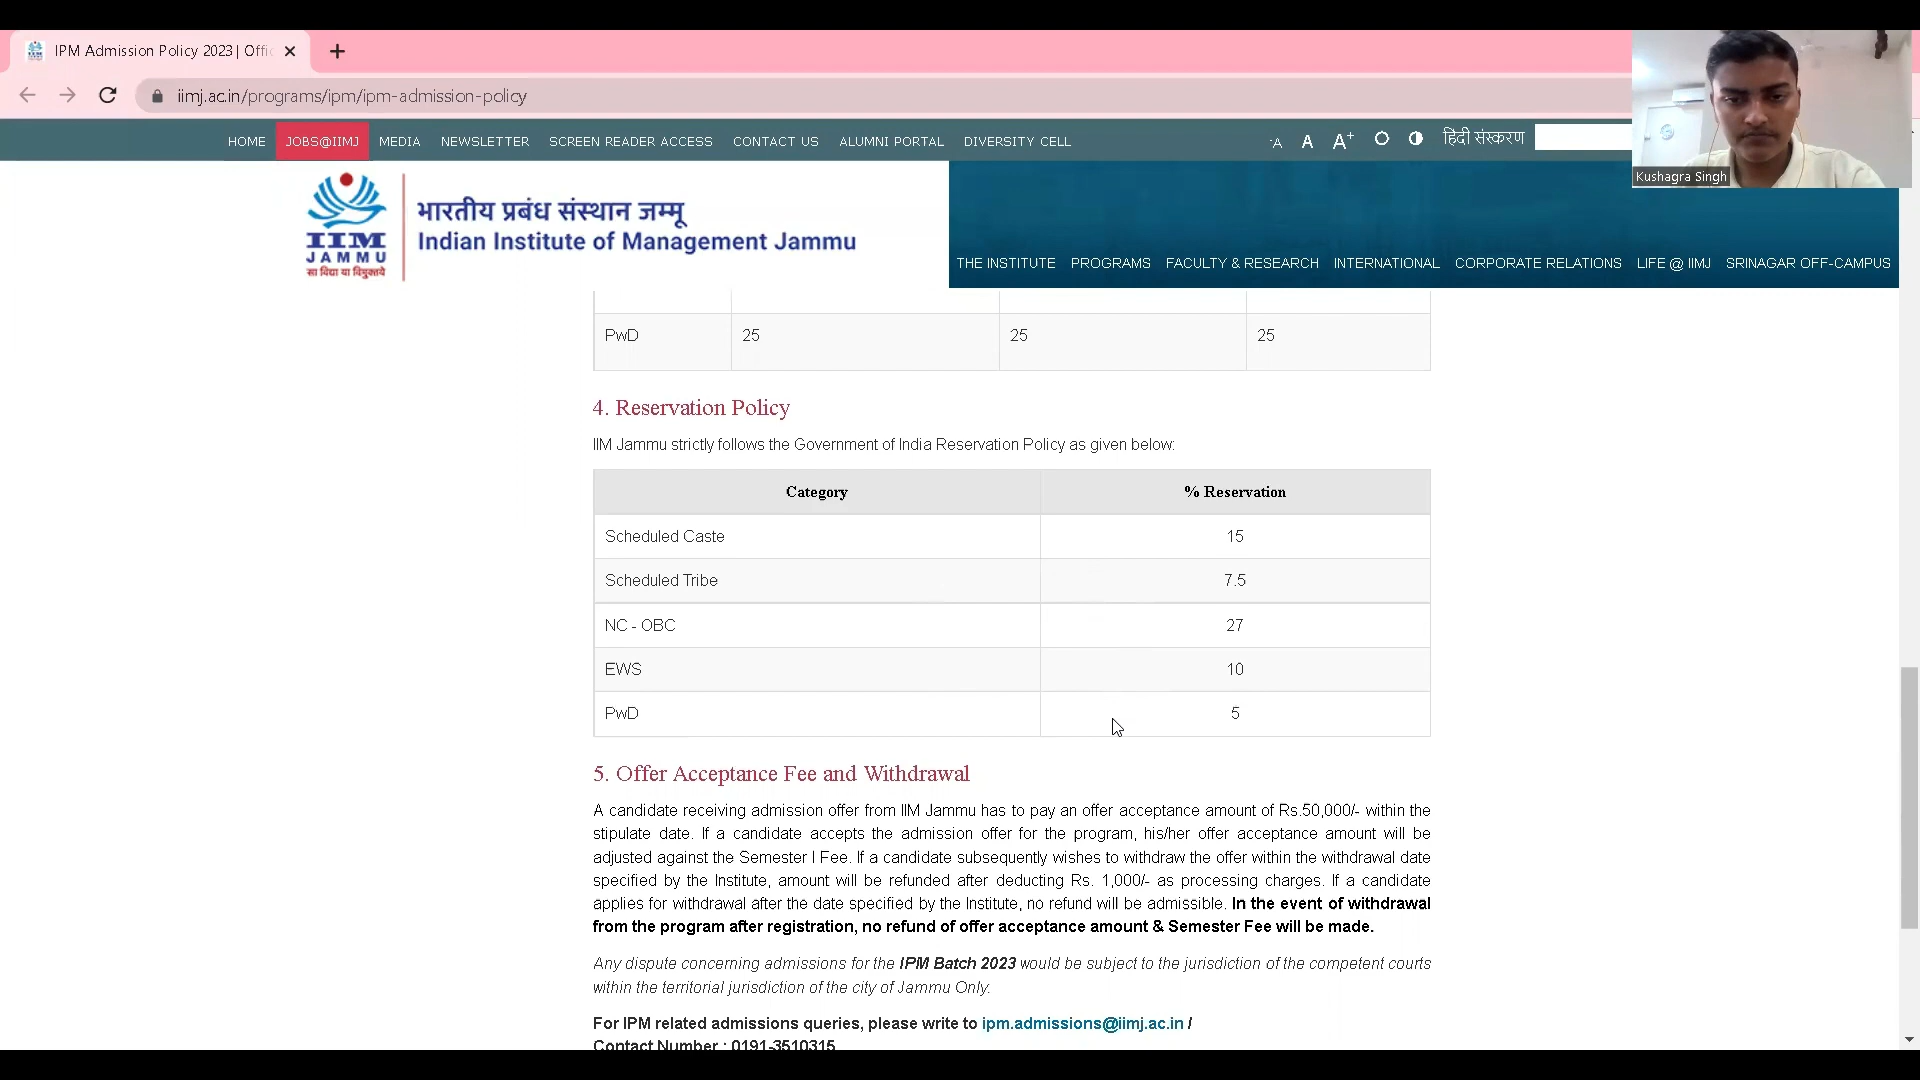 IPM Admission Policy 2023 | Offic
iimj.ac.in/programs/ipm/ipm-admission-policy
HOME JOBS@IIMJ MEDIA NEWSLETTER SCREEN READER ACCESS CONTACT US ALUMNI PORTAL DIVERSITY CELL -A A A+ हिंदी संस्करण
Kushagra Singh
भारतीय प्रबंध संस्थान जम्मू
Indian Institute of Management Jammu
IIM
JAMMU
सा विद्या या विमुक्तये
THE INSTITUTE PROGRAMS FACULTY & RESEARCH INTERNATIONAL CORPORATE RELATIONS LIFE @ IIMJ SRINAGAR OFF-CAMPUS
PwD 25 25 25
4. Reservation Policy
IIM Jammu strictly follows the Government of India Reservation Policy as given below:
Category % Reservation
Scheduled Caste 15
Scheduled Tribe 7.5
NC - OBC 27
EWS 10
PwD 5
5. Offer Acceptance Fee and Withdrawal
A candidate receiving admission offer from IIM Jammu has to pay an offer acceptance amount of Rs.50,000/- within the
stipulate date. If a candidate accepts the admission offer for the program, his/her offer acceptance amount will be
adjusted against the Semester I Fee. If a candidate subsequently wishes to withdraw the offer within the withdrawal date
specified by the Institute, amount will be refunded after deducting Rs. 1,000/- as processing charges. If a candidate
applies for withdrawal after the date specified by the Institute, no refund will be admissible. In the event of withdrawal
from the program after registration, no refund of offer acceptance amount & Semester Fee will be made.
Any dispute concerning admissions for the IPM Batch 2023 would be subject to the jurisdiction of the competent courts
within the territorial jurisdiction of the city of Jammu Only.
For IPM related admissions queries, please write to ipm.admissions@iimj.ac.in /
Contact Number : 0191-3510315